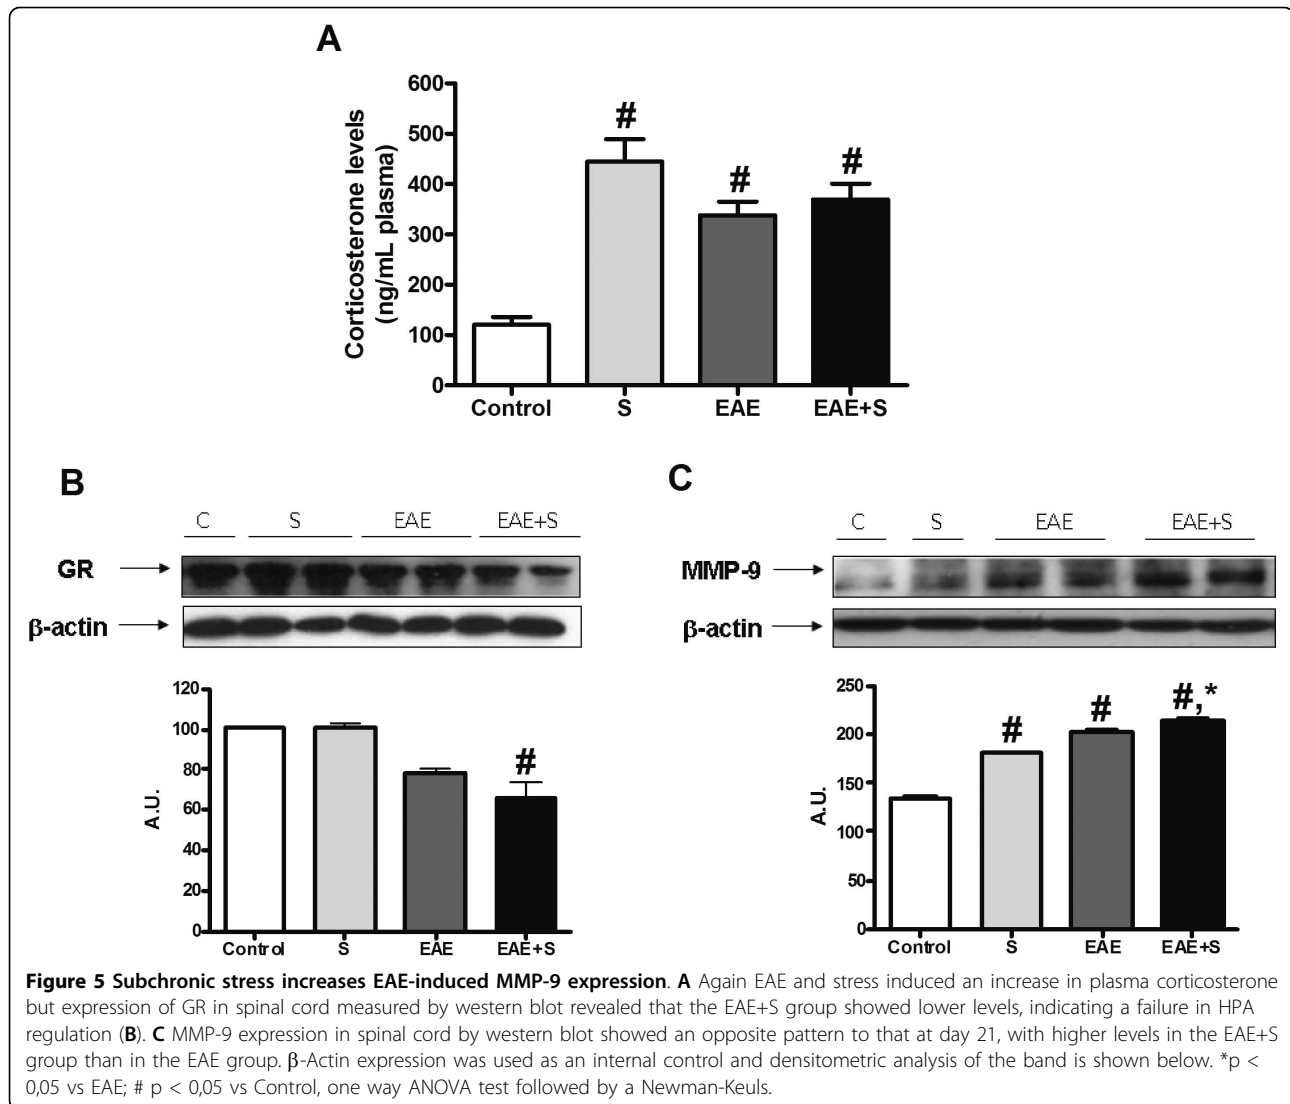 A
Corticosterone levels
(ng/mL plasma)
600
500
400
300
200
100
0
#
#
#
Control S EAE EAE+S
B
C S EAE EAE+S
GR
β-actin
A.U.
120
100
80
60
40
20
0
#
Control S EAE EAE+S
C
C S EAE EAE+S
MMP-9
β-actin
A.U.
250
200
150
100
50
0
#
#
#,*
Control S EAE EAE+S
Figure 5 Subchronic stress increases EAE-induced MMP-9 expression. A Again EAE and stress induced an increase in plasma corticosterone
but expression of GR in spinal cord measured by western blot revealed that the EAE+S group showed lower levels, indicating a failure in HPA
regulation (B). C MMP-9 expression in spinal cord by western blot showed an opposite pattern to that at day 21, with higher levels in the EAE+S
group than in the EAE group. β-Actin expression was used as an internal control and densitometric analysis of the band is shown below. *p <
0,05 vs EAE; # p < 0,05 vs Control, one way ANOVA test followed by a Newman-Keuls.